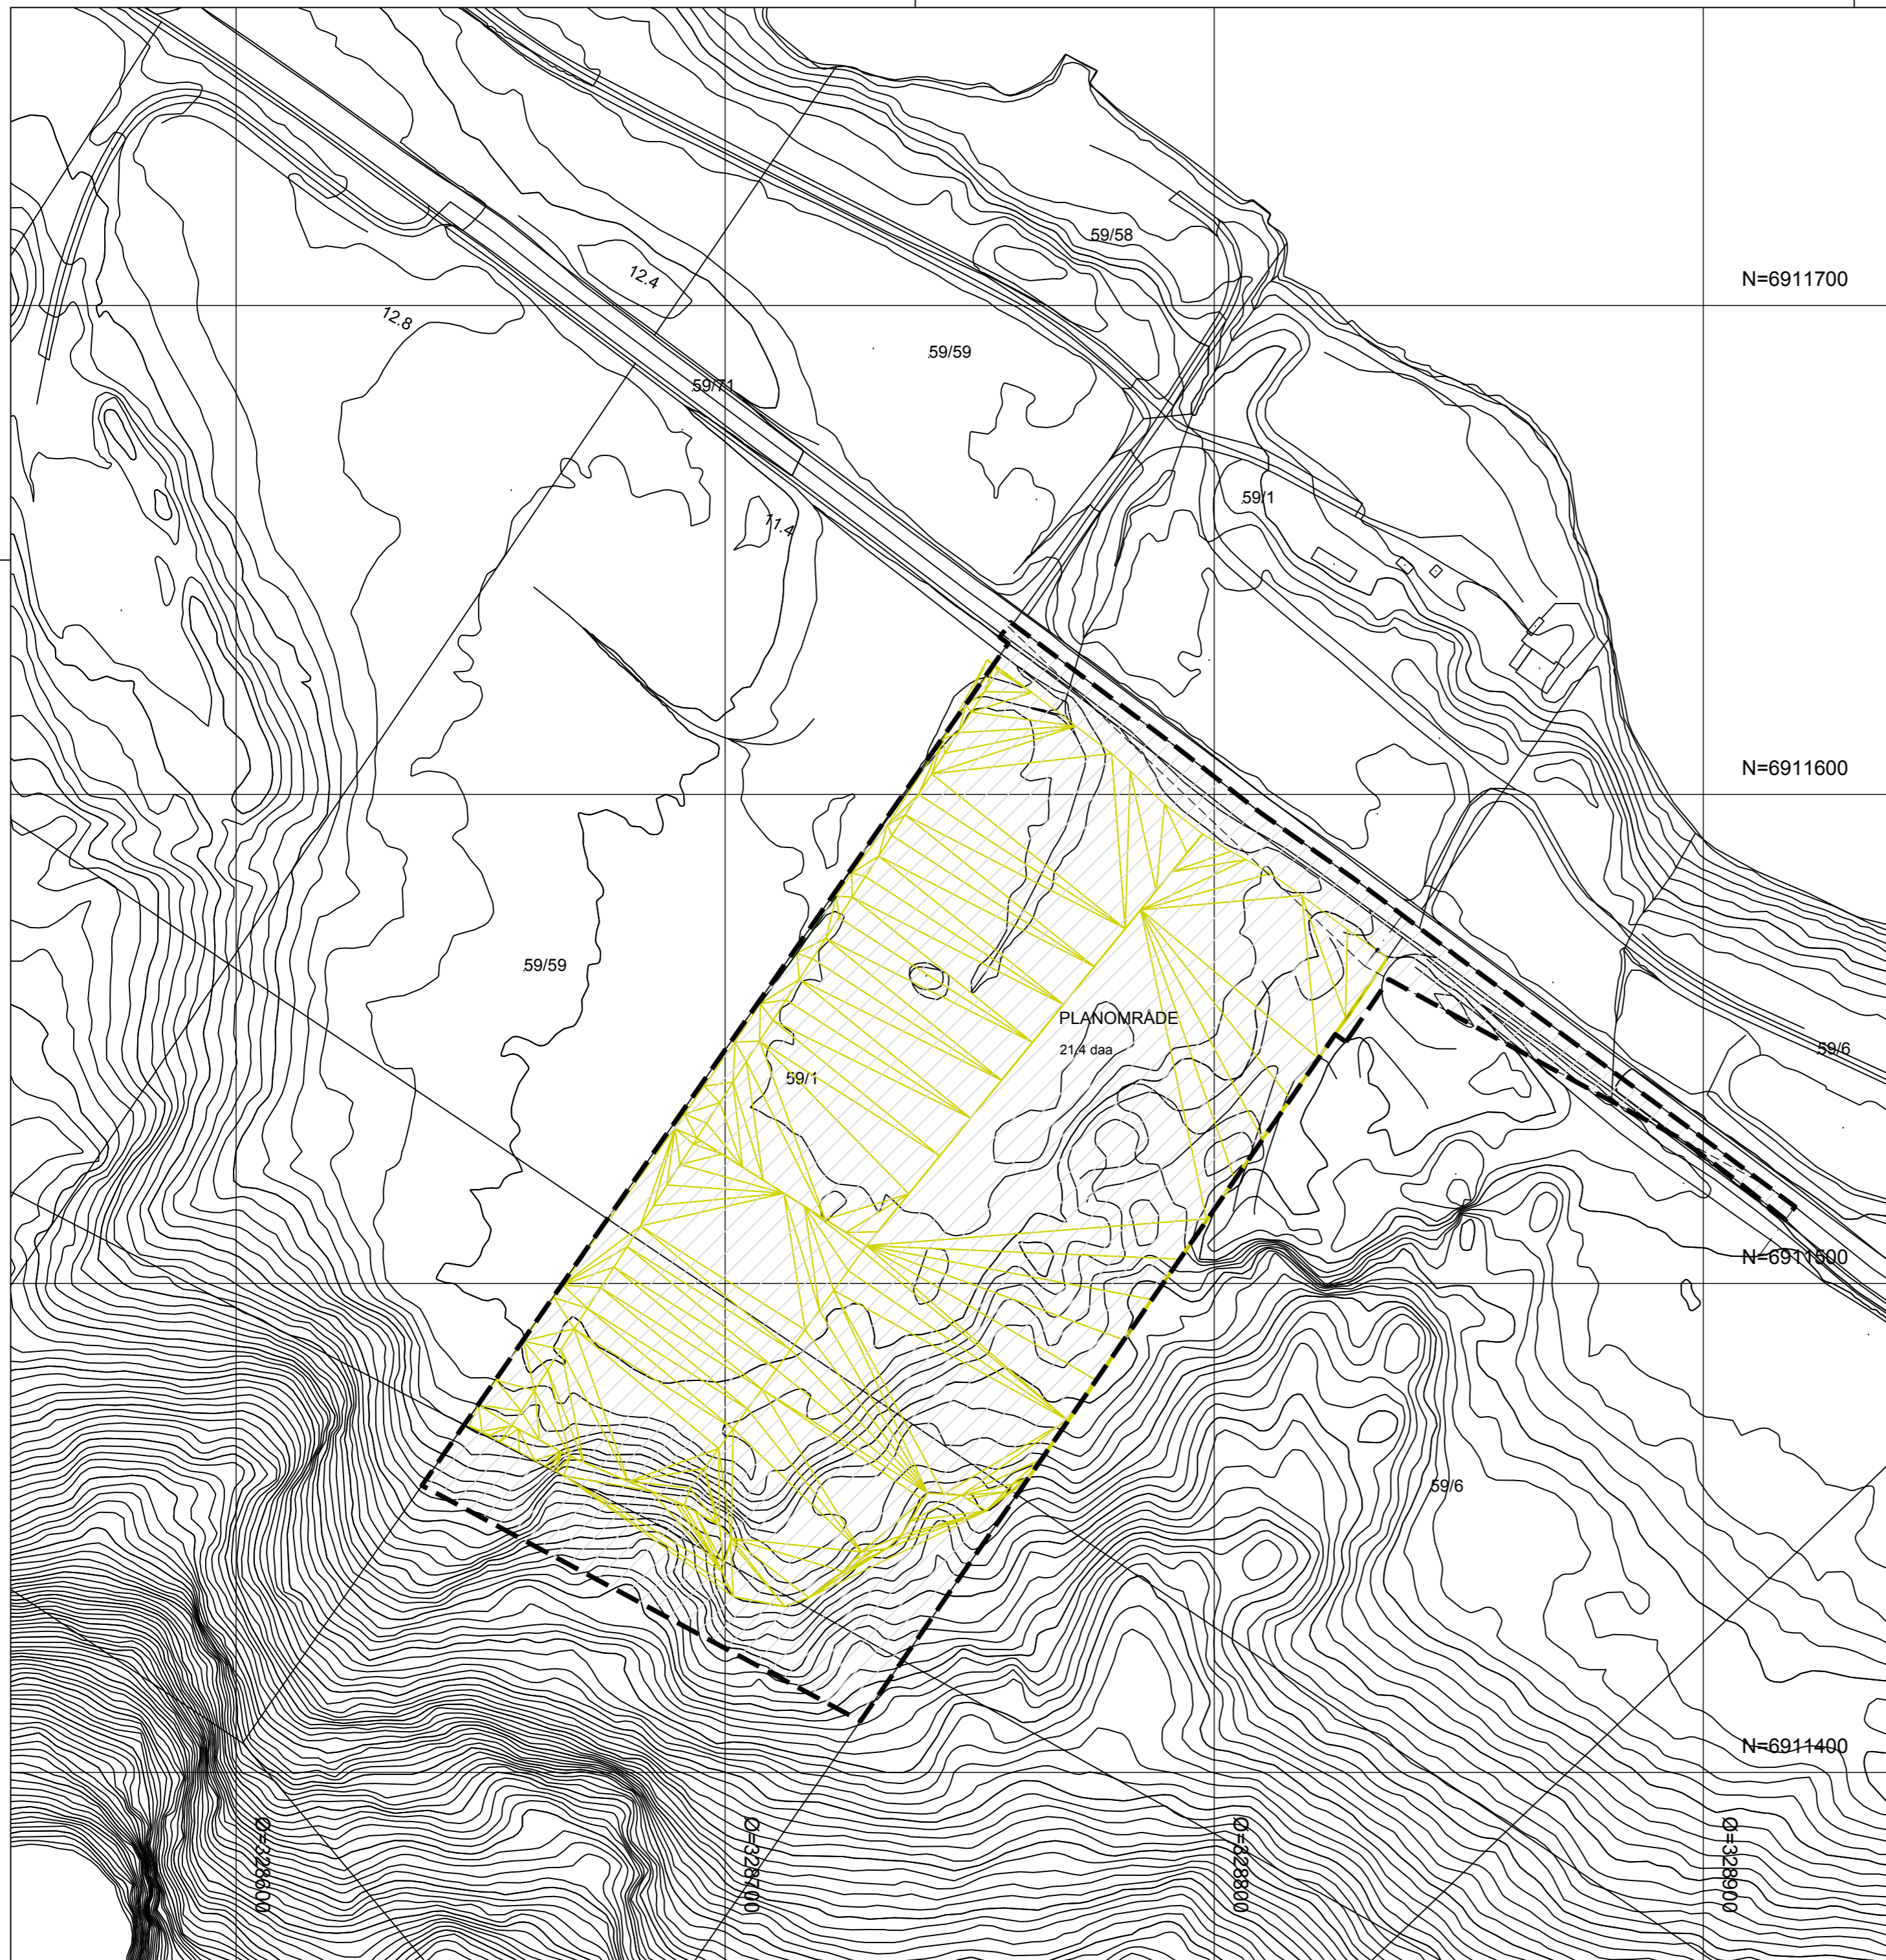 59/58
12.4
N=6911700
12.8
59/59
59/71
59/1
11.4
N=6911600
59/59
PLANOMRÅDE
21,4 daa
59/6
59/1
N=6911500
59/6
N=6911400
Ø=328600
Ø=328700
Ø=328800
Ø=328900